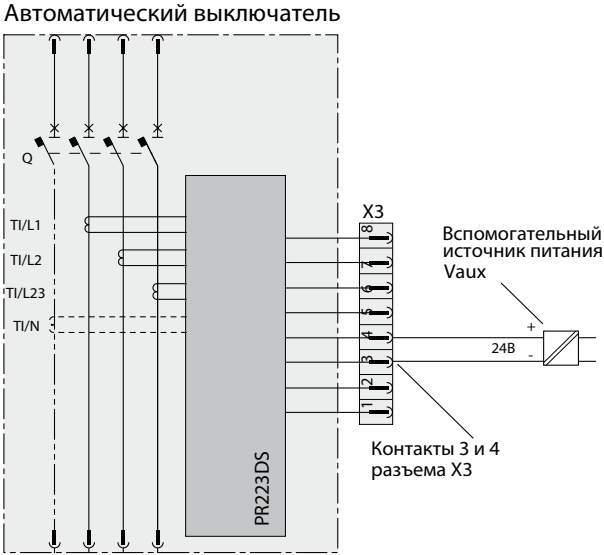 Автоматический выключатель
Q
TI/L1
TI/L2
TI/L23
TI/N
PR223DS
X3
8
7
6
5
4
3
2
1
Вспомогательный
источник питания
Vaux
+
24В
-
Контакты 3 и 4
разъема X3